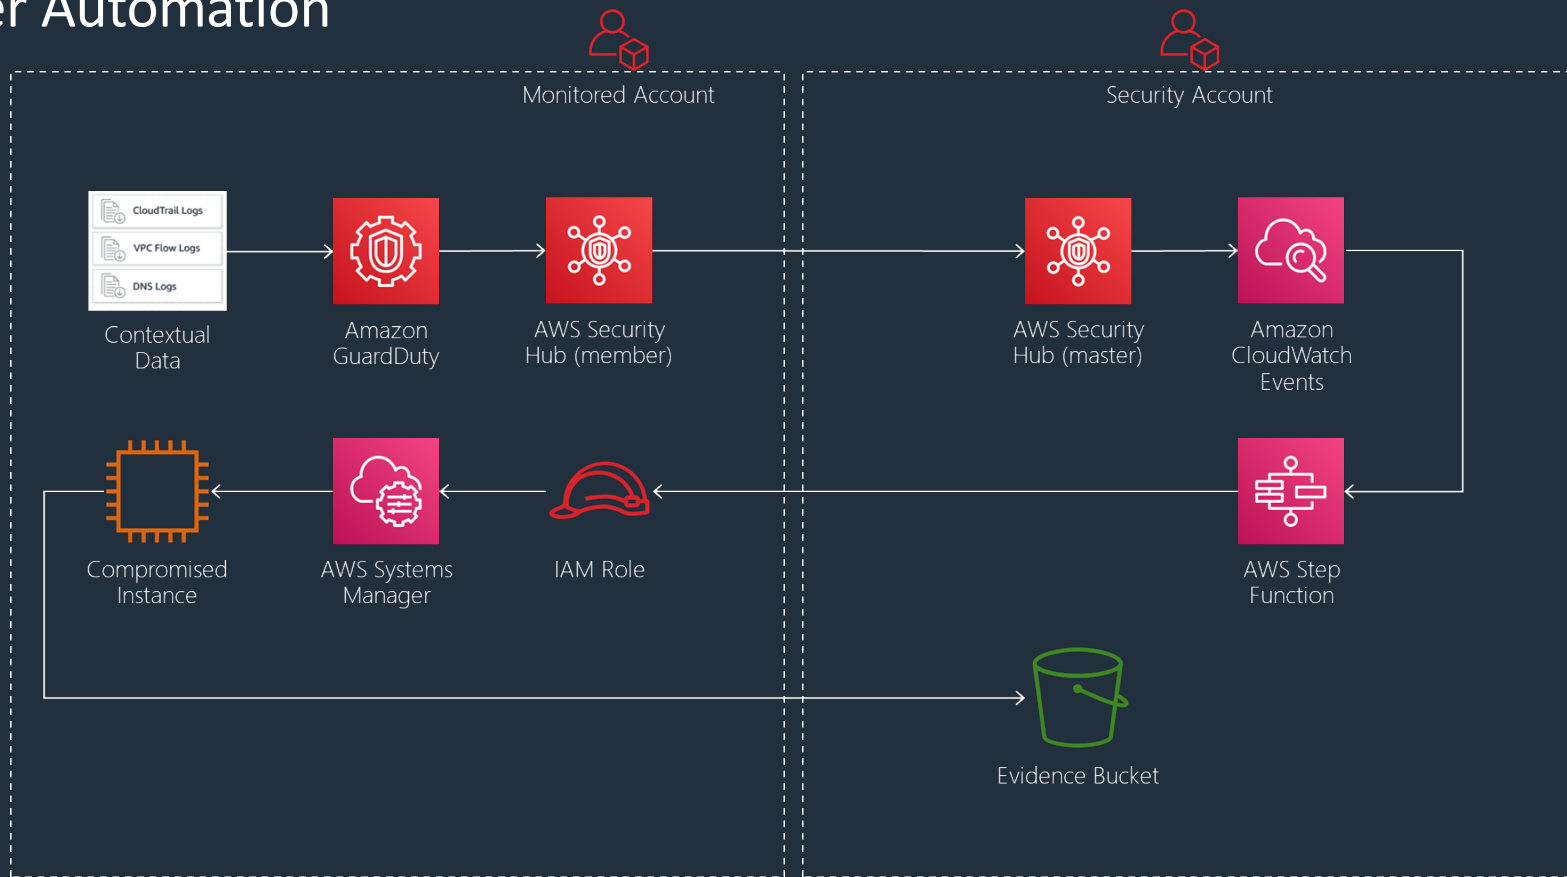 er Automation
Monitored Account
Security Account
CloudTrail Logs
VPC Flow Logs
DNS Logs
Contextual
Data
Amazon
GuardDuty
AWS Security
Hub (member)
AWS Security
Hub (master)
Amazon
CloudWatch
Events
Compromised
Instance
AWS Systems
Manager
IAM Role
AWS Step
Function
Evidence Bucket